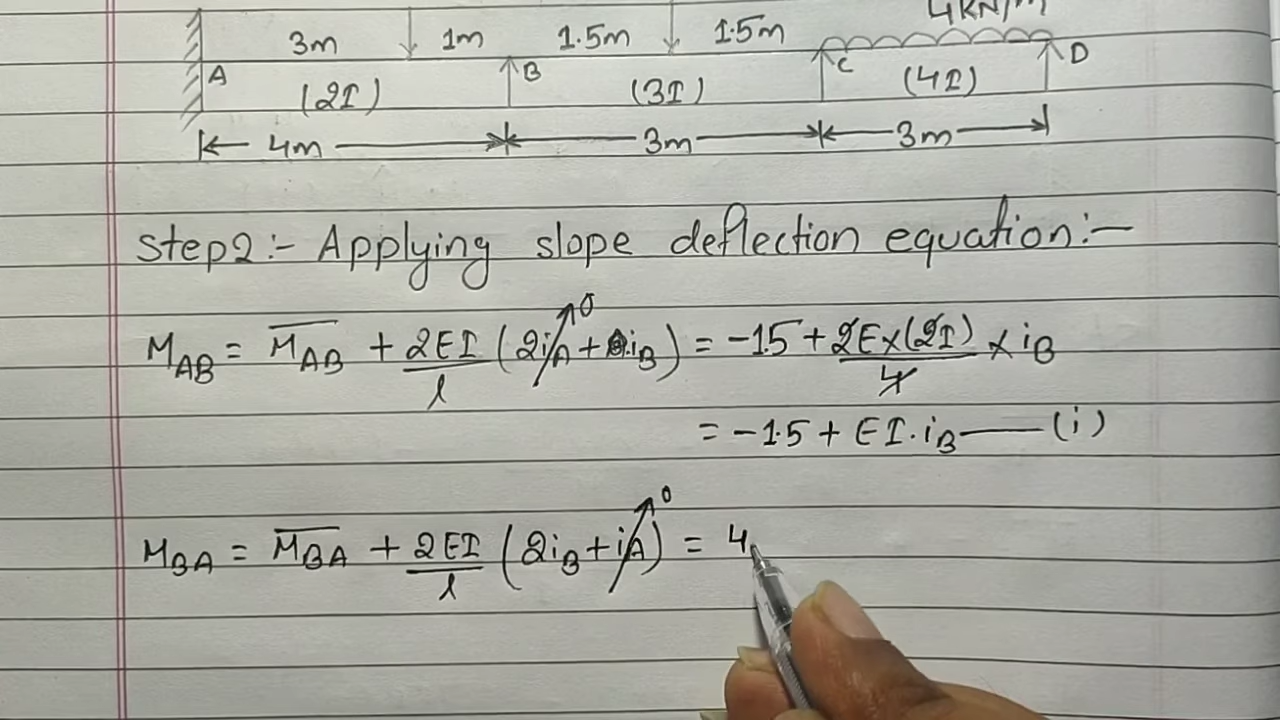 4KN/m
3m 1m 1.5m 1.5m
A B C D
(2I) (3I) (4I)
4m 3m 3m
Step2:- Applying slope deflection equation:-
M_AB = M̅_AB + 2EI/l (2i_A + i_B) = -1.5 + 2E×(2I)/4 × i_B
0
= -1.5 + EI.i_B — (i)
M_BA = M̅_BA + 2EI/l (2i_B + i_A) = 4
0